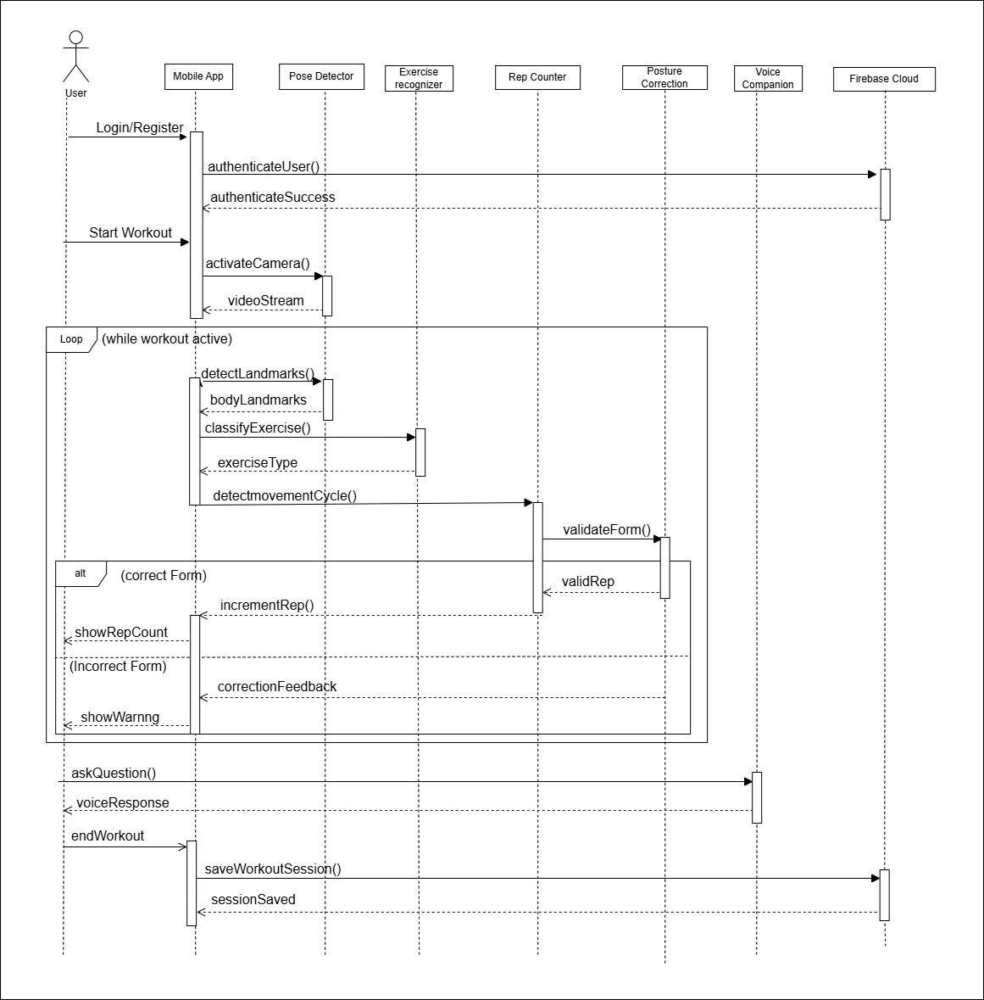 User
Mobile App
Pose Detector
Exercise
recognizer
Rep Counter
Posture
Correction
Voice
Companion
Firebase Cloud
Login/Register
authenticateUser()
authenticateSuccess
Start Workout
activateCamera()
videoStream
Loop
(while workout active)
detectLandmarks()
bodyLandmarks
classifyExercise()
exerciseType
detectmovementCycle()
validateForm()
alt
(correct Form)
validRep
incrementRep()
showRepCount
(Incorrect Form)
correctionFeedback
showWarnng
askQuestion()
voiceResponse
endWorkout
saveWorkoutSession()
sessionSaved